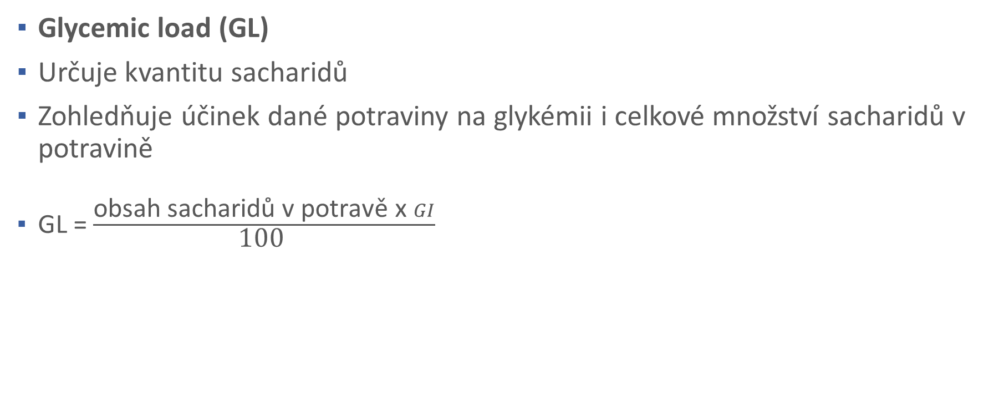 ▪ Glycemic load (GL)
▪ Určuje kvantitu sacharidů
▪ Zohledňuje účinek dané potraviny na glykémii i celkové množství sacharidů v
potravině
▪ GL = obsah sacharidů v potravě x GI
100